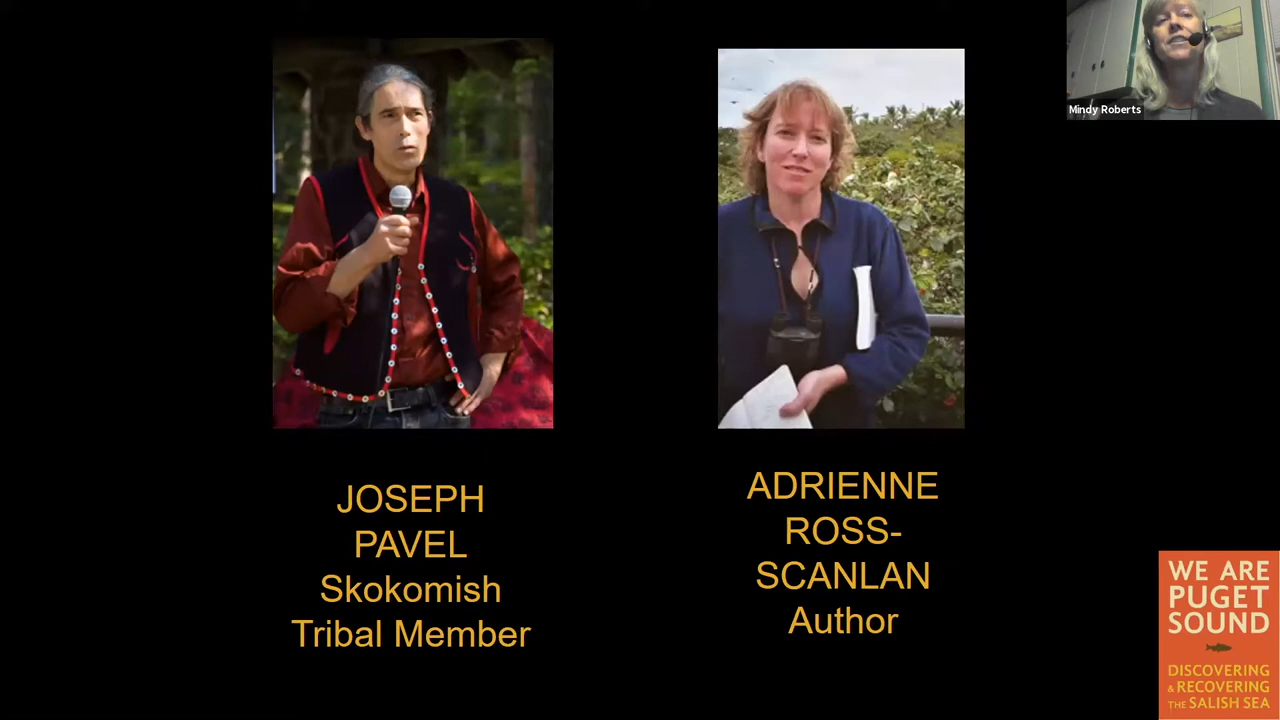 Mindy Roberts
JOSEPH
PAVEL
Skokomish
Tribal Member
ADRIENNE
ROSS-
SCANLAN
Author
WE ARE
PUGET
SOUND
DISCOVERING
& RECOVERING
THE SALISH SEA